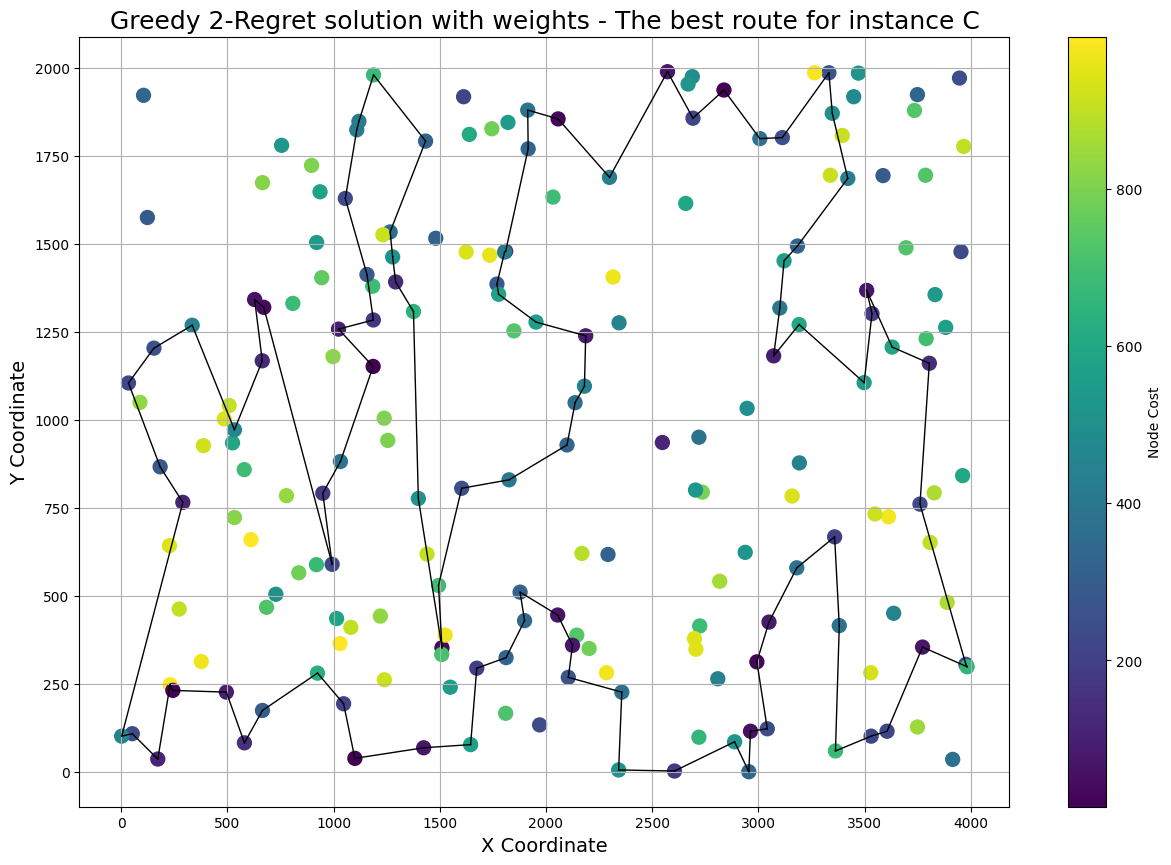 Greedy 2-Regret solution with weights - The best route for instance C
Y Coordinate
2000
1750
1500
1250
1000
750
500
250
0
0 500 1000 1500 2000 2500 3000 3500 4000
X Coordinate
800
600
400
200
Node Cost